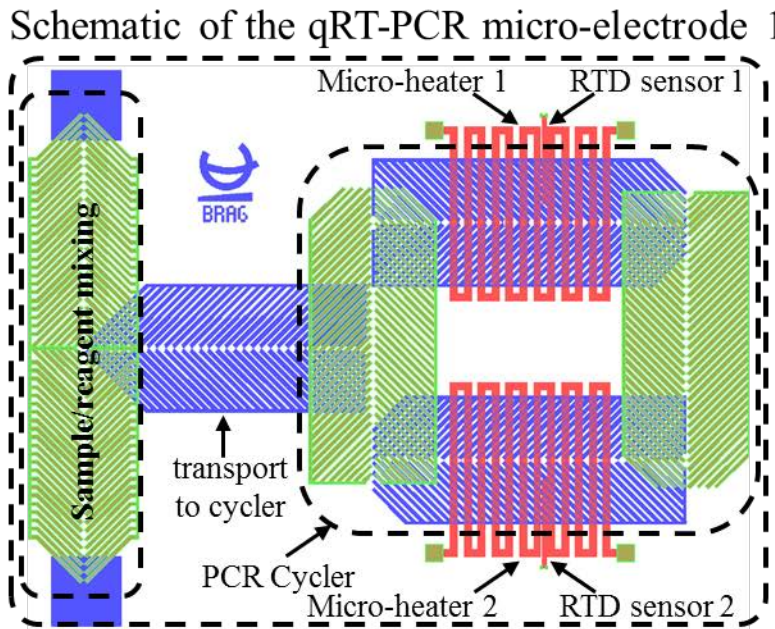 Schematic of the qRT-PCR micro-electrode
Micro-heater 1
RTD sensor 1
BRAG
Sample/reagent mixing
transport
to cycler
PCR Cycler
Micro-heater 2
RTD sensor 2